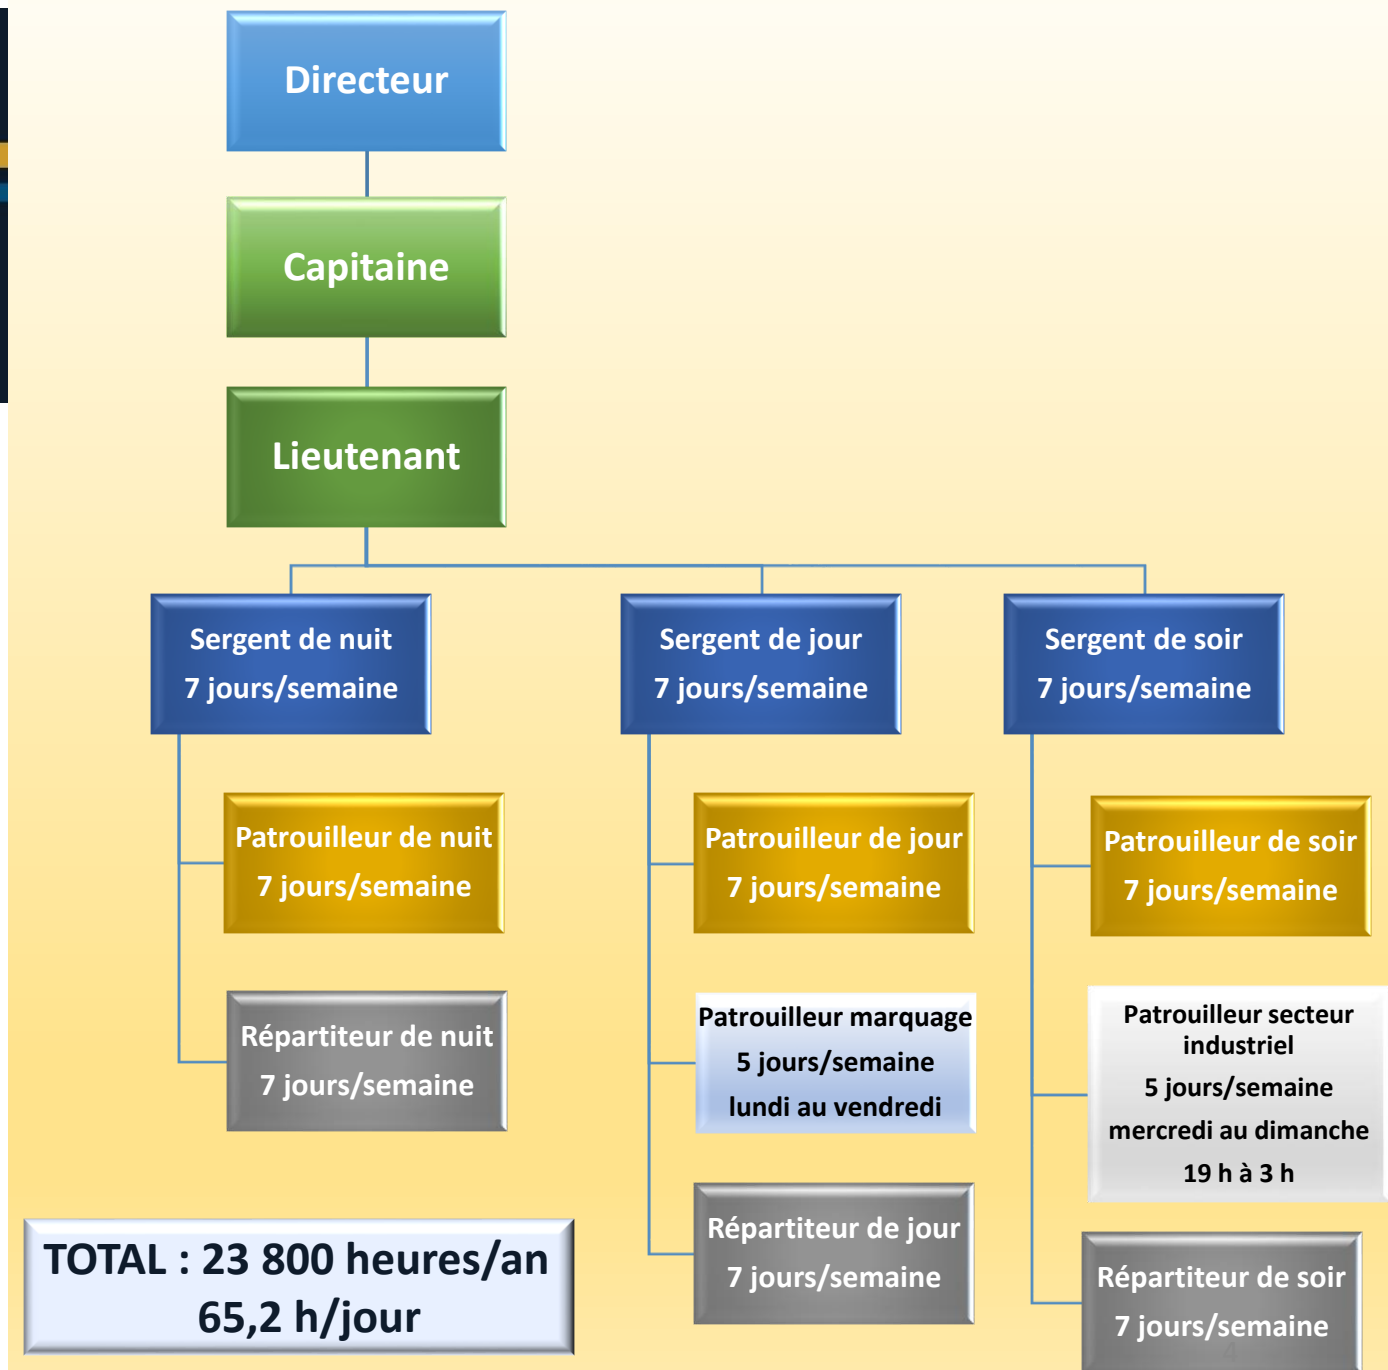 Directeur
Capitaine
Lieutenant
Sergent de nuit
7 jours/semaine
Patrouilleur de nuit
7 jours/semaine
Répartiteur de nuit
7 jours/semaine
Sergent de jour
7 jours/semaine
Patrouilleur de jour
7 jours/semaine
Patrouilleur marquage
5 jours/semaine
lundi au vendredi
Répartiteur de jour
7 jours/semaine
Sergent de soir
7 jours/semaine
Patrouilleur de soir
7 jours/semaine
Patrouilleur secteur
industriel
5 jours/semaine
mercredi au dimanche
19 h à 3 h
Répartiteur de soir
7 jours/semaine
4
TOTAL : 23 800 heures/an
65,2 h/jour